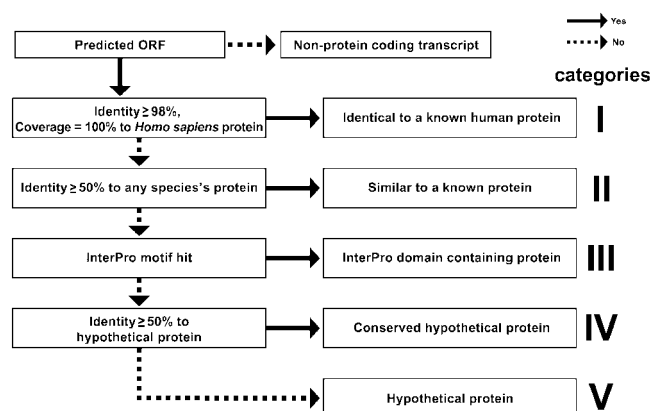 Yes
No
categories
Predicted ORF
Non-protein coding transcript
Identity ≥ 98%,
Coverage = 100% to Homo sapiens protein
Identical to a known human protein
I
Identity ≥ 50% to any species's protein
Similar to a known protein
II
InterPro motif hit
InterPro domain containing protein
III
Identity ≥ 50% to
hypothetical protein
Conserved hypothetical protein
IV
Hypothetical protein
V